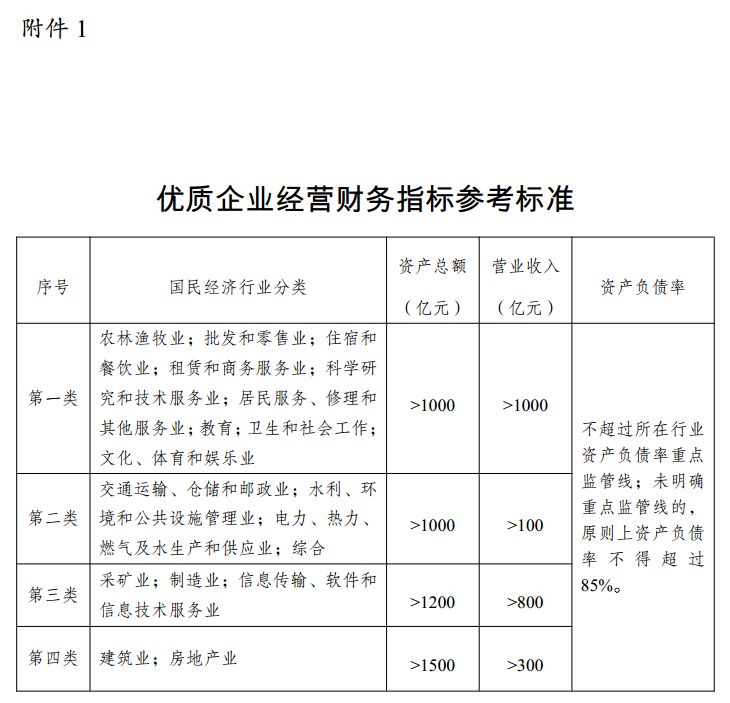 附件 1
优质企业经营财务指标参考标准
序号
国民经济行业分类
资产总额
（亿元）
营业收入
（亿元）
资产负债率
第一类
农林渔牧业；批发和零售业；住宿和
餐饮业；租赁和商务服务业；科学研
究和技术服务业；居民服务、修理和
其他服务业；教育；卫生和社会工作；
文化、体育和娱乐业
>1000
>1000
不超过所在行业
资产负债率重点
监管线；未明确
重点监管线的，
原则上资产负债
率不得超过
85%。
第二类
交通运输、仓储和邮政业；水利、环
境和公共设施管理业；电力、热力、
燃气及水生产和供应业；综合
>1000
>100
第三类
采矿业；制造业；信息传输、软件和
信息技术服务业
>1200
>800
第四类
建筑业；房地产业
>1500
>300